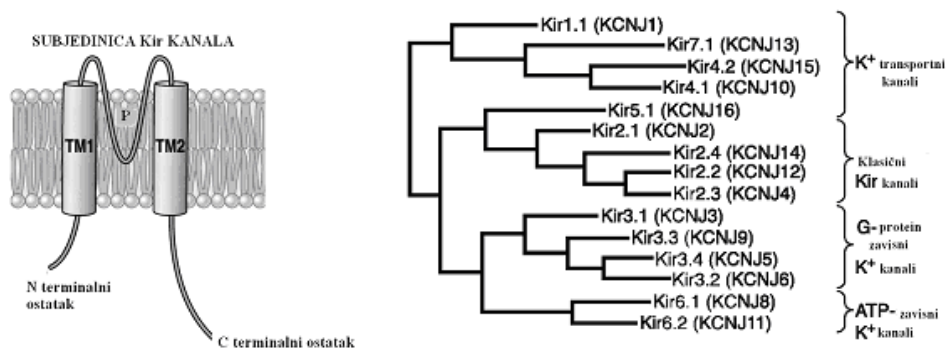 SUBJEDINICA Kir KANALA
P
TM1
TM2
N terminalni
ostatak
C terminalni ostatak
Kir1.1 (KCNJ1)
Kir7.1 (KCNJ13)
Kir4.2 (KCNJ15)
Kir4.1 (KCNJ10)
Kir5.1 (KCNJ16)
Kir2.1 (KCNJ2)
Kir2.4 (KCNJ14)
Kir2.2 (KCNJ12)
Kir2.3 (KCNJ4)
Kir3.1 (KCNJ3)
Kir3.3 (KCNJ9)
Kir3.4 (KCNJ5)
Kir3.2 (KCNJ6)
Kir6.1 (KCNJ8)
Kir6.2 (KCNJ11)
K+ transportni
kanali
Klasični
Kir kanali
G-protein
zavisni
K+ kanali
ATP- zavisni
K+ kanali